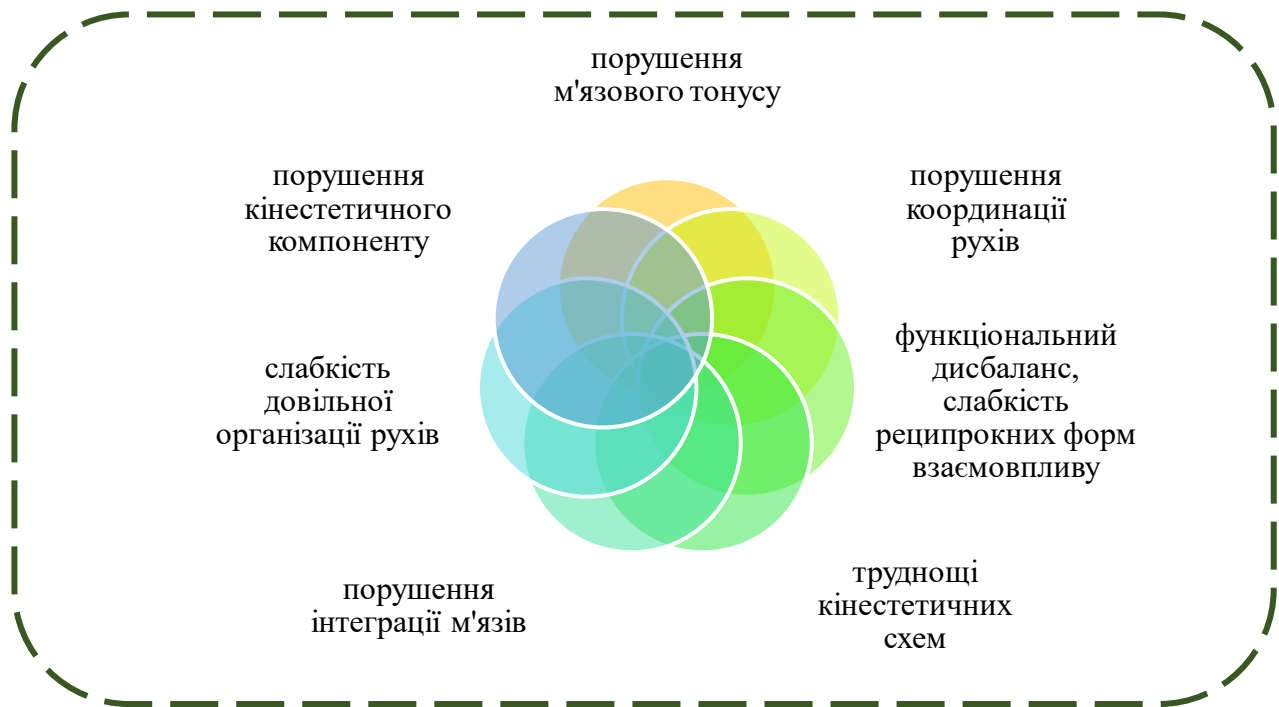 порушення
м'язового тонусу
порушення
координації
рухів
функціональний
дисбаланс,
слабкість
реципрокних форм
взаємовпливу
труднощі
кінестетичних
схем
порушення
інтеграції м'язів
слабкість
довільної
організації рухів
порушення
кінестетичного
компоненту